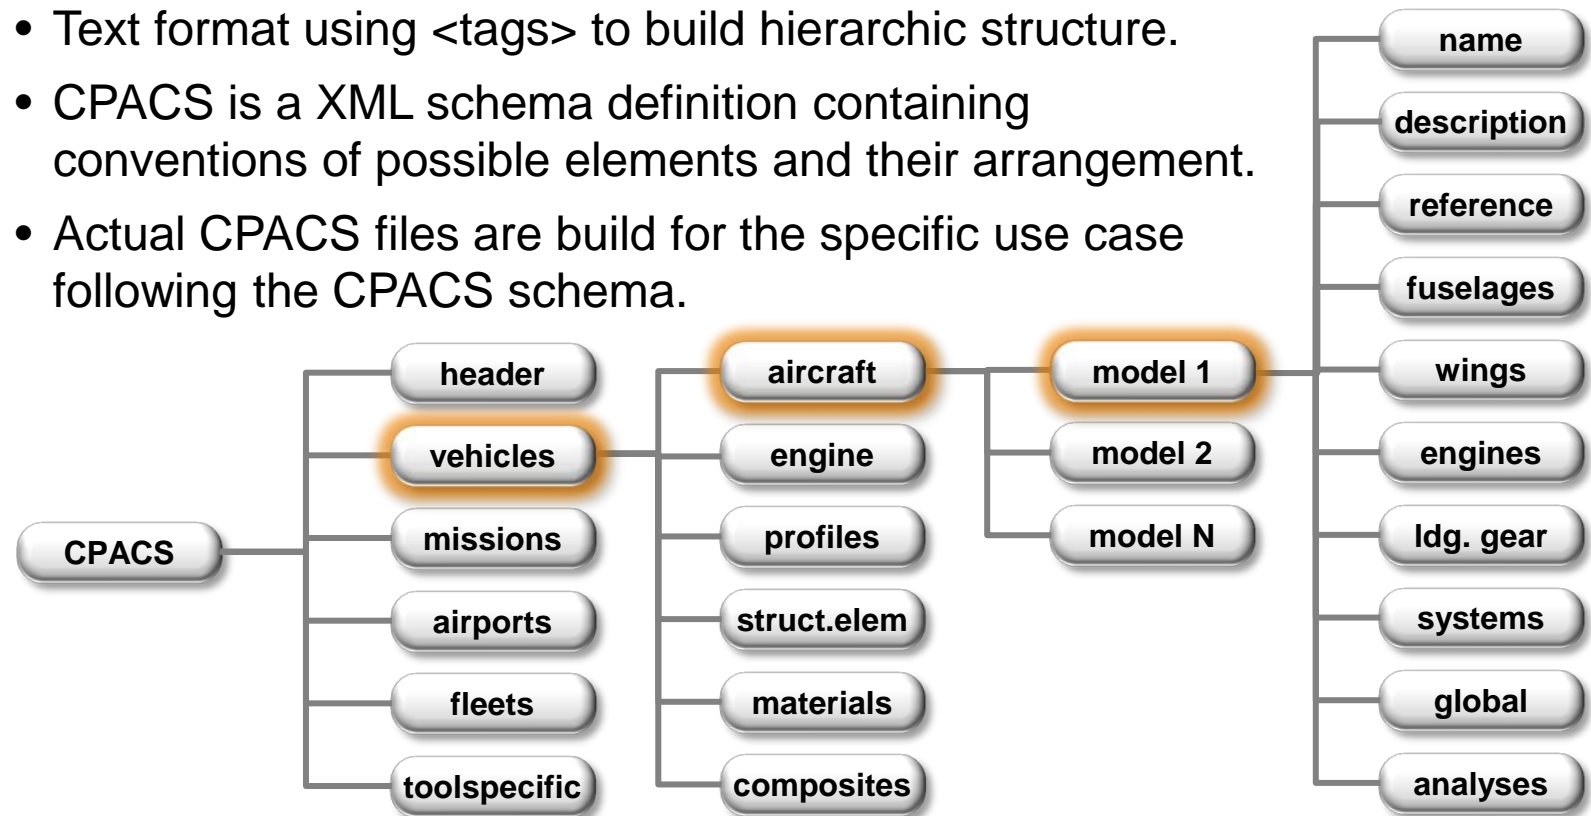 • Text format using <tags> to build hierarchic structure.
• CPACS is a XML schema definition containing
conventions of possible elements and their arrangement.
• Actual CPACS files are build for the specific use case
following the CPACS schema.
CPACS
header
vehicles
missions
airports
fleets
toolspecific
aircraft
engine
profiles
struct.elem
materials
composites
model 1
model 2
model N
name
description
reference
fuselages
wings
engines
ldg. gear
systems
global
analyses